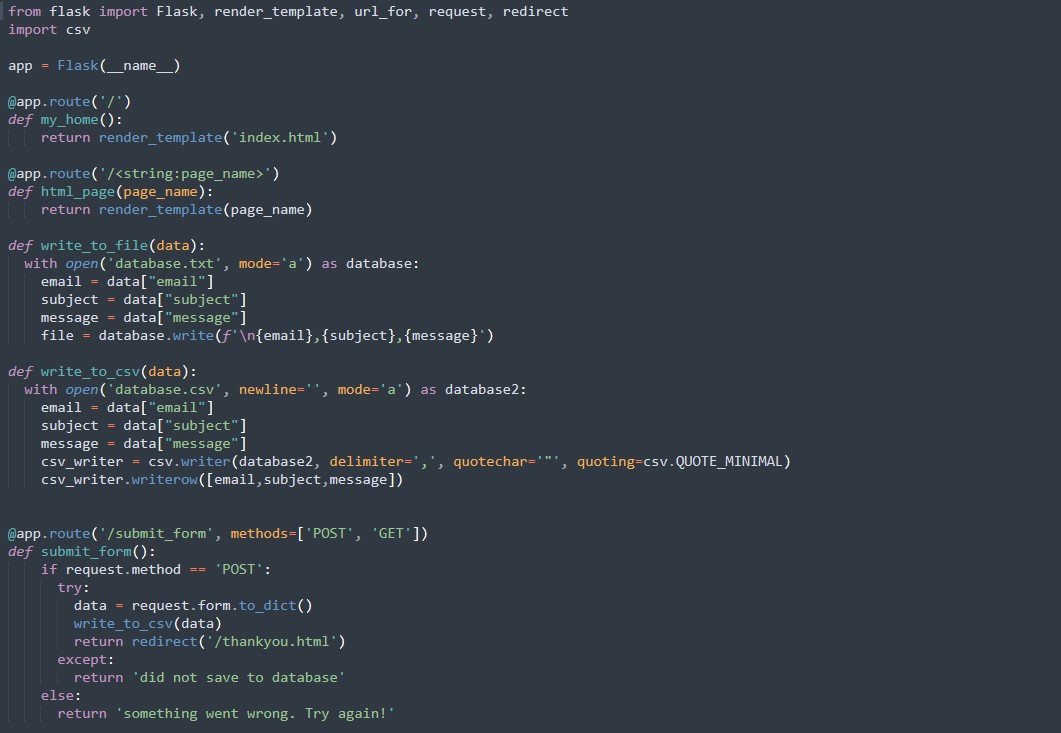 from flask import Flask, render_template, url_for, request, redirect
import csv

app = Flask(__name__)

@app.route('/')
def my_home():
    return render_template('index.html')

@app.route('/<string:page_name>')
def html_page(page_name):
    return render_template(page_name)

def write_to_file(data):
  with open('database.txt', mode='a') as database:
    email = data["email"]
    subject = data["subject"]
    message = data["message"]
    file = database.write(f'\n{email},{subject},{message}')

def write_to_csv(data):
  with open('database.csv', newline='', mode='a') as database2:
    email = data["email"]
    subject = data["subject"]
    message = data["message"]
    csv_writer = csv.writer(database2, delimiter=',', quotechar='"', quoting=csv.QUOTE_MINIMAL)
    csv_writer.writerow([email,subject,message])


@app.route('/submit_form', methods=['POST', 'GET'])
def submit_form():
    if request.method == 'POST':
      try:
        data = request.form.to_dict()
        write_to_csv(data)
        return redirect('/thankyou.html')
      except:
        return 'did not save to database'
    else:
      return 'something went wrong. Try again!'